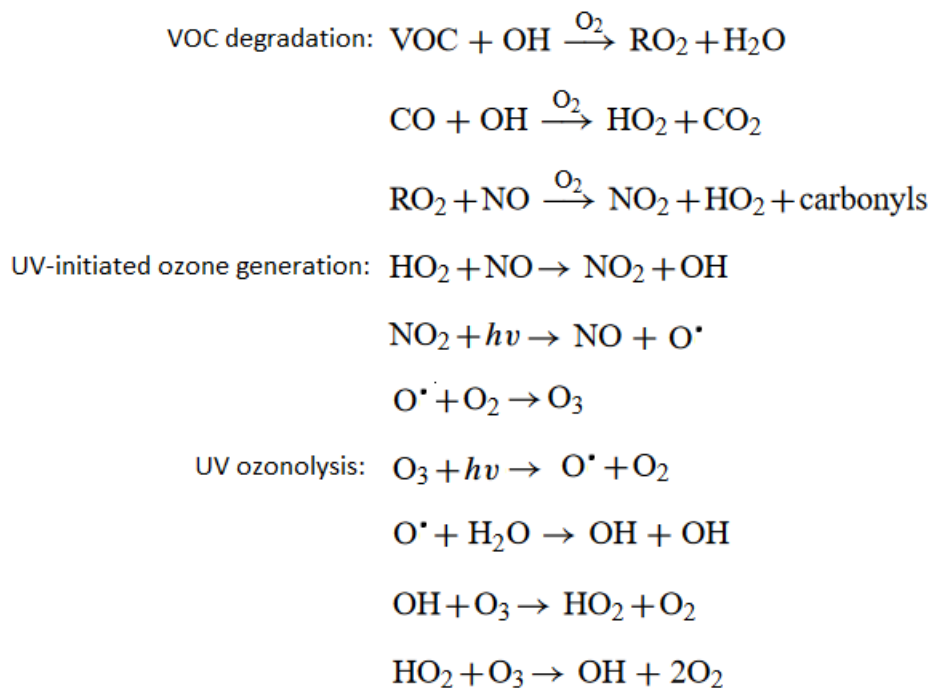 VOC degradation: VOC + OH —O₂→ RO₂ + H₂O
CO + OH —O₂→ HO₂ + CO₂
RO₂ + NO —O₂→ NO₂ + HO₂ + carbonyls
UV-initiated ozone generation: HO₂ + NO → NO₂ + OH
NO₂ + hν → NO + O•
O• + O₂ → O₃
UV ozonolysis: O₃ + hν → O• + O₂
O• + H₂O → OH + OH
OH + O₃ → HO₂ + O₂
HO₂ + O₃ → OH + 2O₂